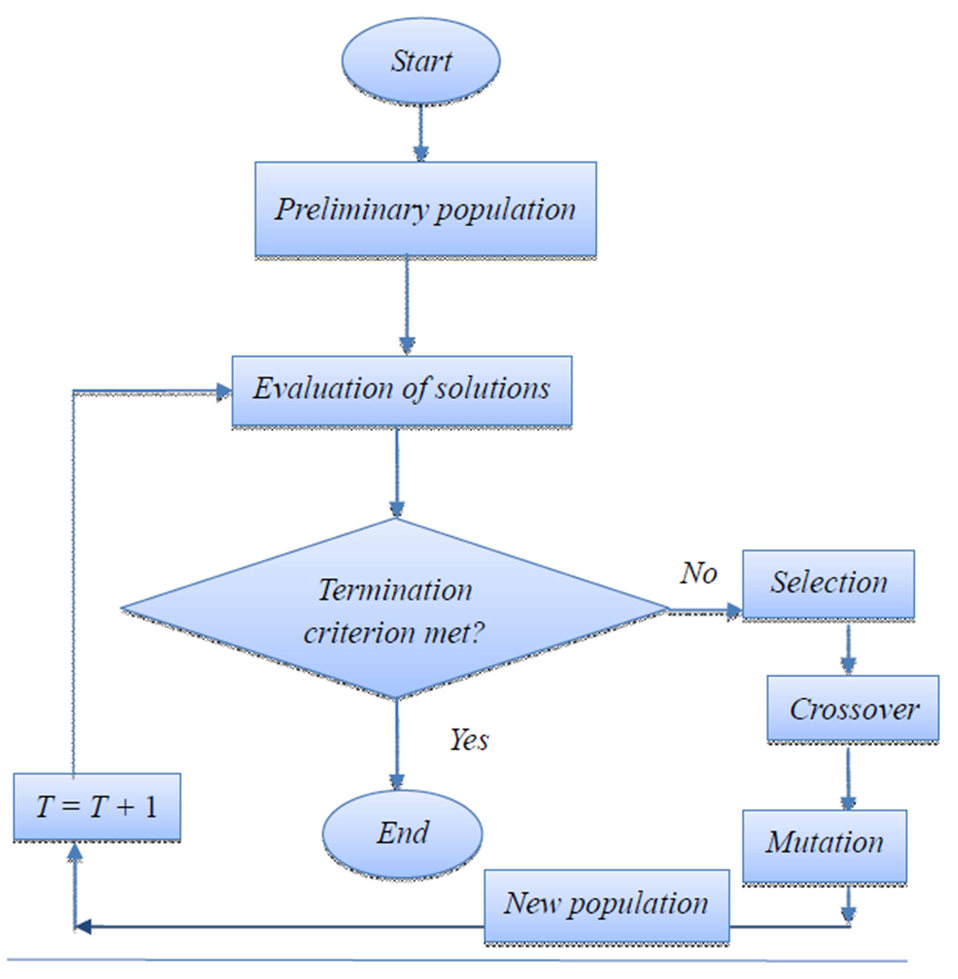 Start
Preliminary population
Evaluation of solutions
Termination
criterion met?
No
Selection
Crossover
Mutation
New population
T = T + 1
Yes
End